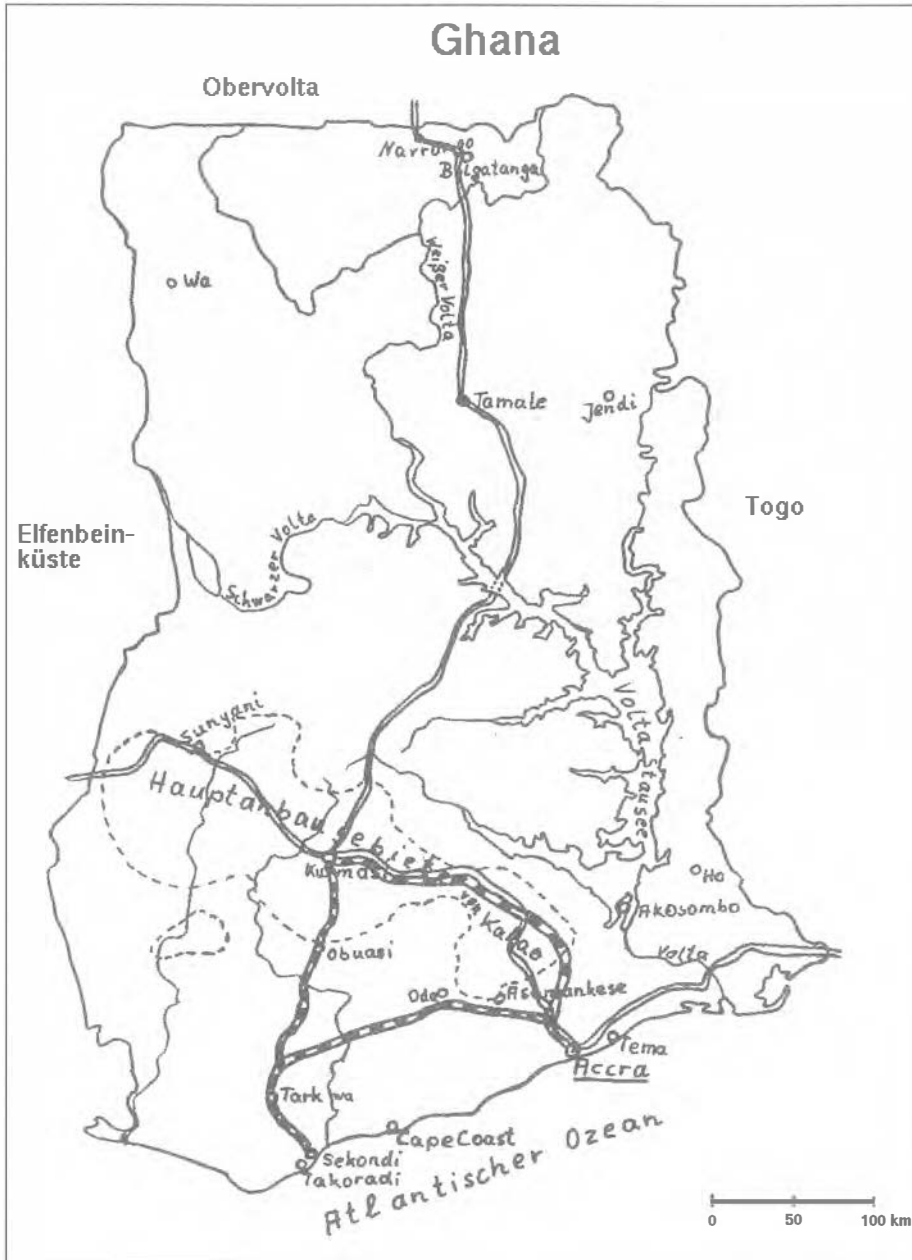 Ghana
Obervolta
Navrongo
Bolgatanga
Weißer Volta
Wa
Tamale
Jendi
Togo
Elfenbein-
küste
Schwarzer Volta
Sunyani
Volta Stausee
Hauptanbaugebiet von Kakao
Kumasi
Ho
Akosombo
Volta
Obuasi
Oda
Asamankese
Tema
Accra
Tarkwa
Cape Coast
Sekondi
Takoradi
Atlantischer Ozean
0 50 100 km